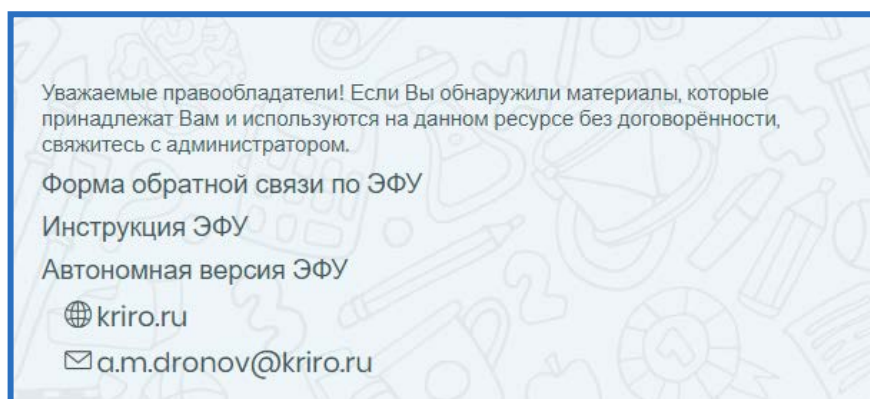 Уважаемые правообладатели! Если Вы обнаружили материалы, которые
принадлежат Вам и используются на данном ресурсе без договорённости,
свяжитесь с администратором.
Форма обратной связи по ЭФУ
Инструкция ЭФУ
Автономная версия ЭФУ
kriro.ru
a.m.dronov@kriro.ru